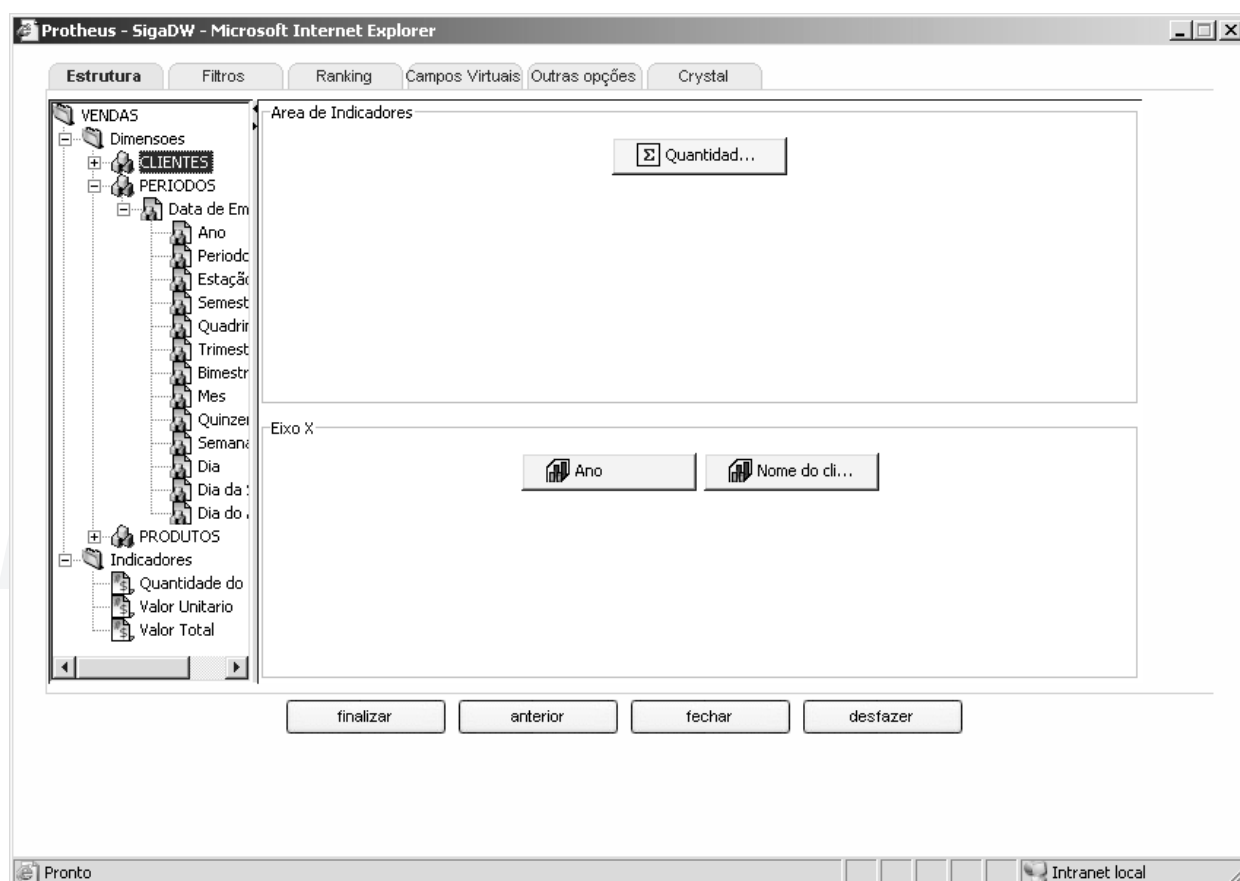 Protheus - SigaDW - Microsoft Internet Explorer
Estrutura Filtros Ranking Campos Virtuais Outras opções Crystal
VENDAS
Dimensoes
CLIENTES
PERIODOS
Data de Em
Ano
Periodo
Estação
Semest
Quadrir
Trimest
Bimestr
Mes
Quinzer
Semana
Dia
Dia da
Dia do
PRODUTOS
Indicadores
Quantidade do
Valor Unitario
Valor Total
Area de Indicadores
Σ Quantidad...
Eixo X
Ano
Nome do cli...
finalizar anterior fechar desfazer
Pronto
Intranet local